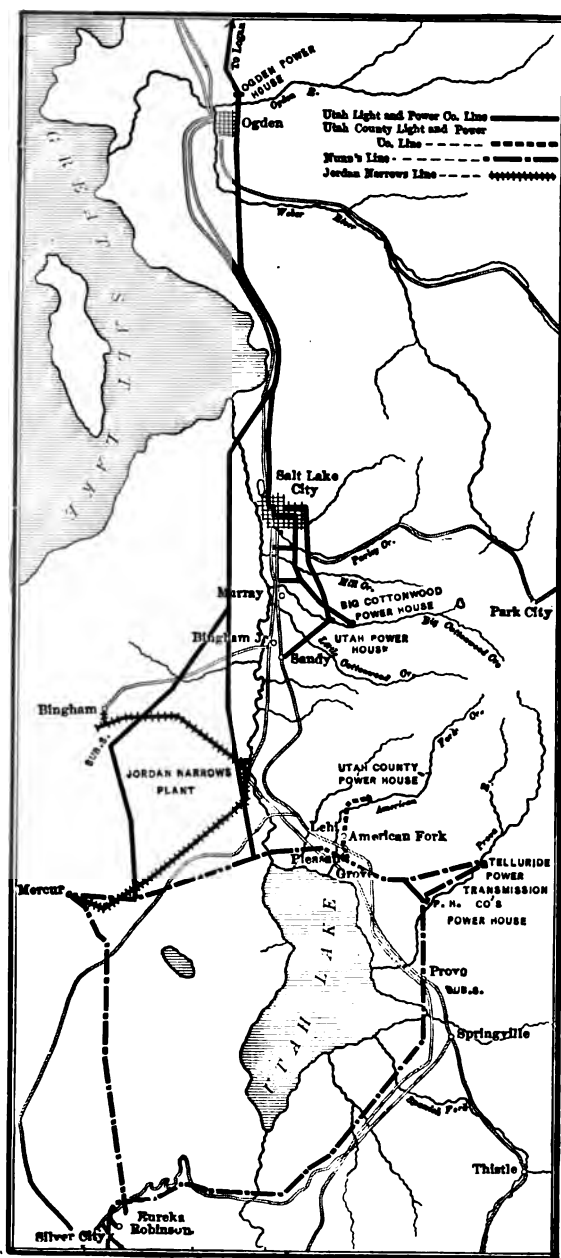 To Logan
OGDEN POWER
HOUSE
Ogden R.
Ogden
Utah Light and Power Co. Line
Utah County Light and Power
Co. Line
Nunn's Line
Jordan Narrows Line
GREAT
SALT LAKE
Weber River
Salt Lake
City
Parley Cr.
Mill Cr.
Murray
BIG COTTONWOOD
POWER HOUSE
Park City
Bingham Jc.
UTAH POWER
HOUSE
Big Cottonwood Cr.
Sandy
Little Cottonwood Cr.
Bingham
SUB.S.
JORDAN NARROWS
PLANT
UTAH COUNTY
POWER HOUSE
American Fork Cr.
Provo R.
Lehi
American Fork
Pleasant
Grove
TELLURIDE
POWER
TRANSMISSION
CO'S
POWER HOUSE
P. H.
Mercur
UTAH LAKE
Provo
SUB.S.
Springville
Spanish Fork
Thistle
Eureka
Robinson
Silver City